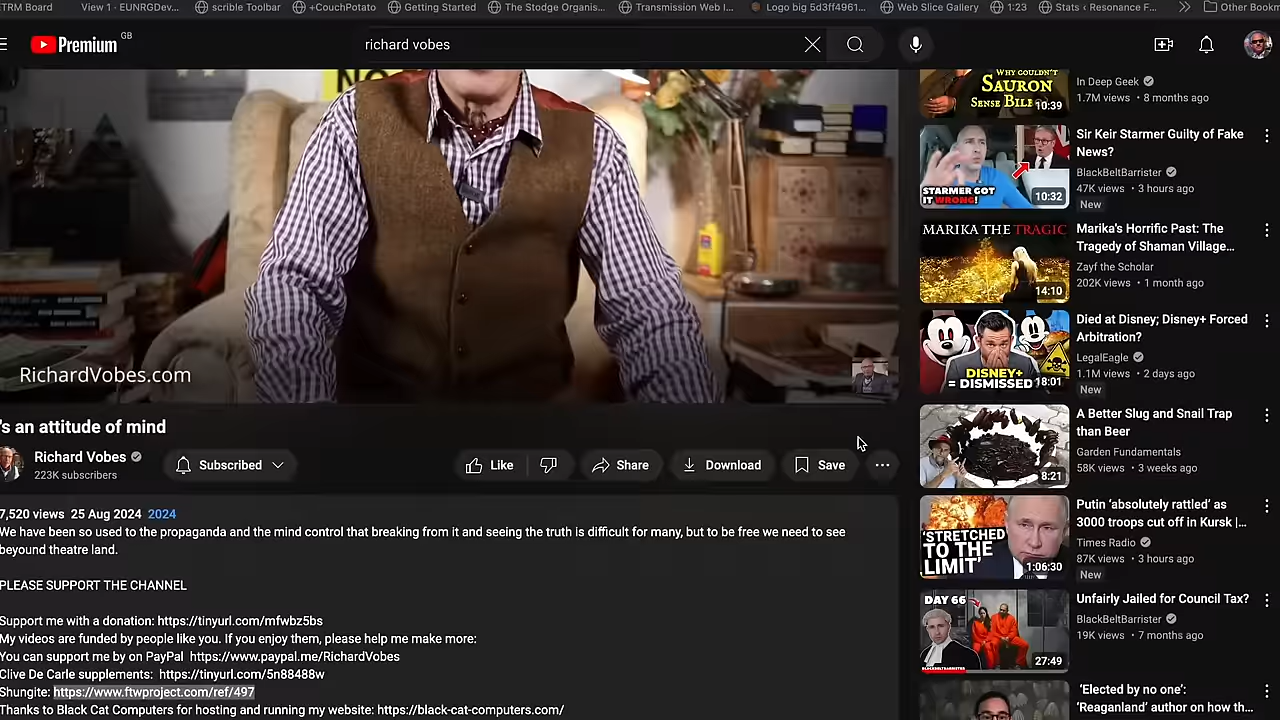 TRM Board
View 1 - EUNRGDev...
scrible Toolbar
+CouchPotato
Getting Started
The Stodge Organis...
Transmission Web I...
Logo big 5d3ff4961...
Web Slice Gallery
1:23
Stats ‹ Resonance F...
Other Bookm
Premium GB
richard vobes
RichardVobes.com
's an attitude of mind
Richard Vobes
223K subscribers
Subscribed
Like
Share
Download
Save
7,520 views 25 Aug 2024 2024
We have been so used to the propaganda and the mind control that breaking from it and seeing the truth is difficult for many, but to be free we need to see
beyound theatre land.
PLEASE SUPPORT THE CHANNEL
Support me with a donation: https://tinyurl.com/mfwbz5bs
My videos are funded by people like you. If you enjoy them, please help me make more:
You can support me by on PayPal https://www.paypal.me/RichardVobes
Clive De Carle supplements: https://tinyurl.com/5n88488w
Shungite: https://www.ftwproject.com/ref/497
Thanks to Black Cat Computers for hosting and running my website: https://black-cat-computers.com/
WHY COULDN'T
SAURON
SENSE BILB
10:39
In Deep Geek
1.7M views • 8 months ago
STARMER GOT
IT WRONG!
10:32
Sir Keir Starmer Guilty of Fake
News?
BlackBeltBarrister
47K views • 3 hours ago
New
MARIKA THE TRAGIC
14:10
Marika's Horrific Past: The
Tragedy of Shaman Village...
Zayf the Scholar
202K views • 1 month ago
DISNEY+
= DISMISSED
18:01
Died at Disney; Disney+ Forced
Arbitration?
LegalEagle
1.1M views • 2 days ago
New
8:21
A Better Slug and Snail Trap
than Beer
Garden Fundamentals
58K views • 3 weeks ago
'STRETCHED
TO THE
LIMIT'
1:06:30
Putin ‘absolutely rattled’ as
3000 troops cut off in Kursk |...
Times Radio
87K views • 3 hours ago
New
DAY 66
BLACKBELTBARRISTER
27:49
Unfairly Jailed for Council Tax?
BlackBeltBarrister
19K views • 7 months ago
‘Elected by no one’:
‘Reaganland’ author on how th...